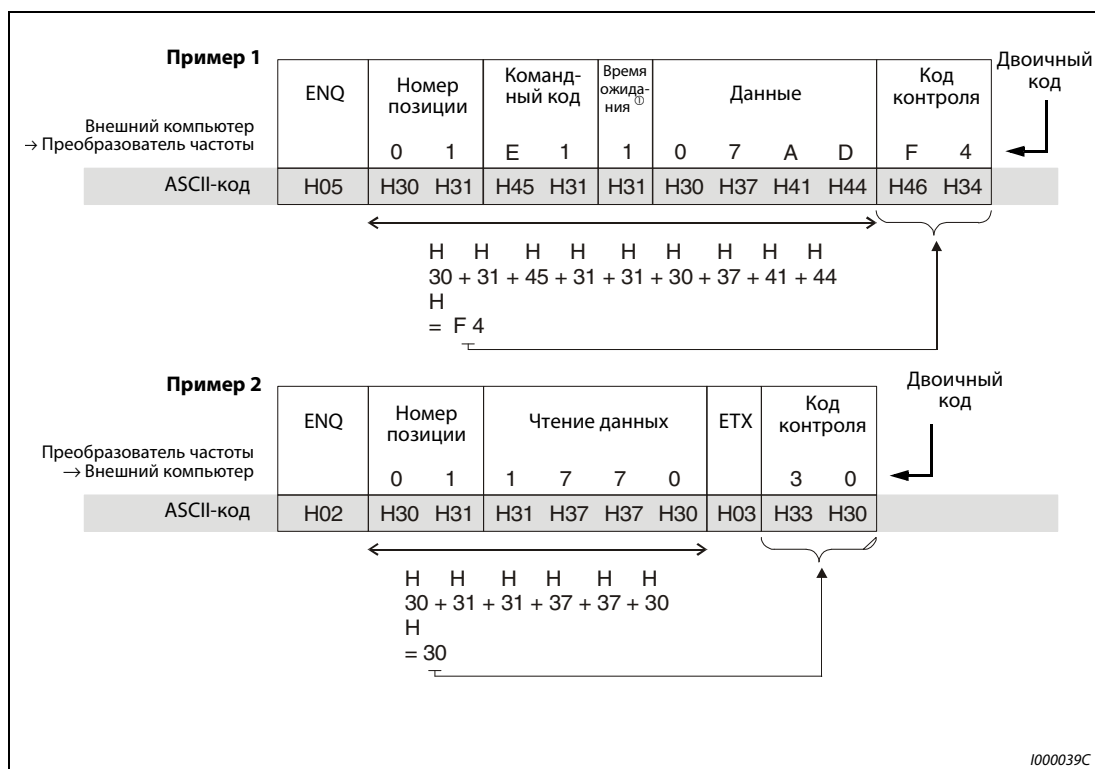 Пример 1
ENQ
Номер позиции
Команд-ный код
Время ожида-ния ①
Данные
Код контроля
Двоичный код
Внешний компьютер
→ Преобразователь частоты
0 1 E 1 1 0 7 A D F 4
ASCII-код H05 H30 H31 H45 H31 H31 H30 H37 H41 H44 H46 H34
H H H H H H H H H
30 + 31 + 45 + 31 + 31 + 30 + 37 + 41 + 44
H
= F 4
Пример 2
ENQ
Номер позиции
Чтение данных
ETX
Код контроля
Двоичный код
Преобразователь частоты
→ Внешний компьютер
0 1 1 7 7 0 3 0
ASCII-код H02 H30 H31 H31 H37 H37 H30 H03 H33 H30
H H H H H H
30 + 31 + 31 + 37 + 37 + 30
H
= 30
I000039C